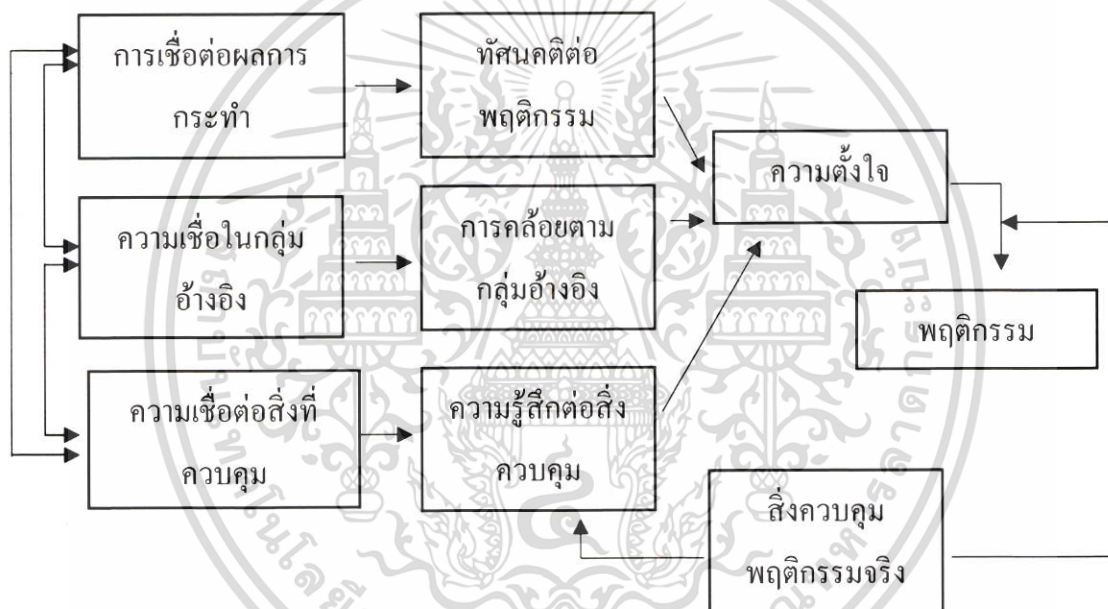 การเชื่อต่อผลการ
กระทำ
ทัศนคติต่อ
พฤติกรรม
ความตั้งใจ
ความเชื่อในกลุ่ม
อ้างอิง
การคล้อยตาม
กลุ่มอ้างอิง
พฤติกรรม
ความเชื่อต่อสิ่งที่
ควบคุม
ความรู้สึกต่อสิ่ง
ควบคุม
สิ่งควบคุม
พฤติกรรมจริง